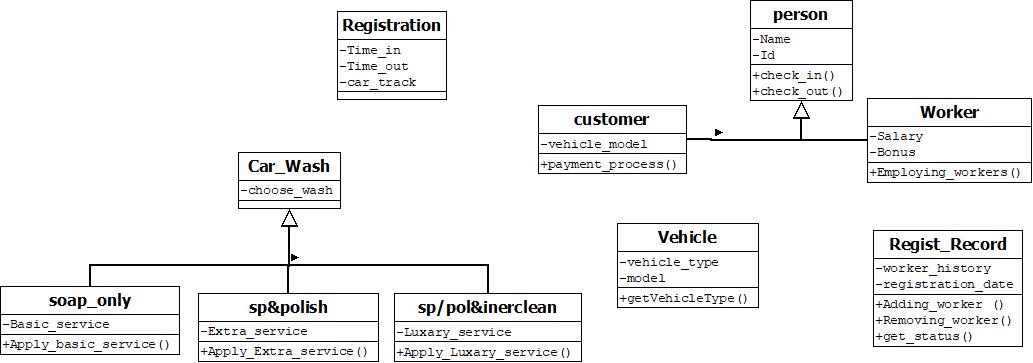 Registration
-Time_in
-Time_out
-car_track
person
-Name
-Id
+check_in()
+check_out()
customer
-vehicle_model
+payment_process()
Worker
-Salary
-Bonus
+Employing_workers()
Car_Wash
-choose_wash
Vehicle
-vehicle_type
-model
+getVehicleType()
Regist_Record
-worker_history
-registration_date
+Adding_worker ()
+Removing_worker()
+get_status()
soap_only
-Basic_service
+Apply_basic_service()
sp&polish
-Extra_service
+Apply_Extra_service()
sp/pol&inerclean
-Luxary_service
+Apply_Luxary_service()